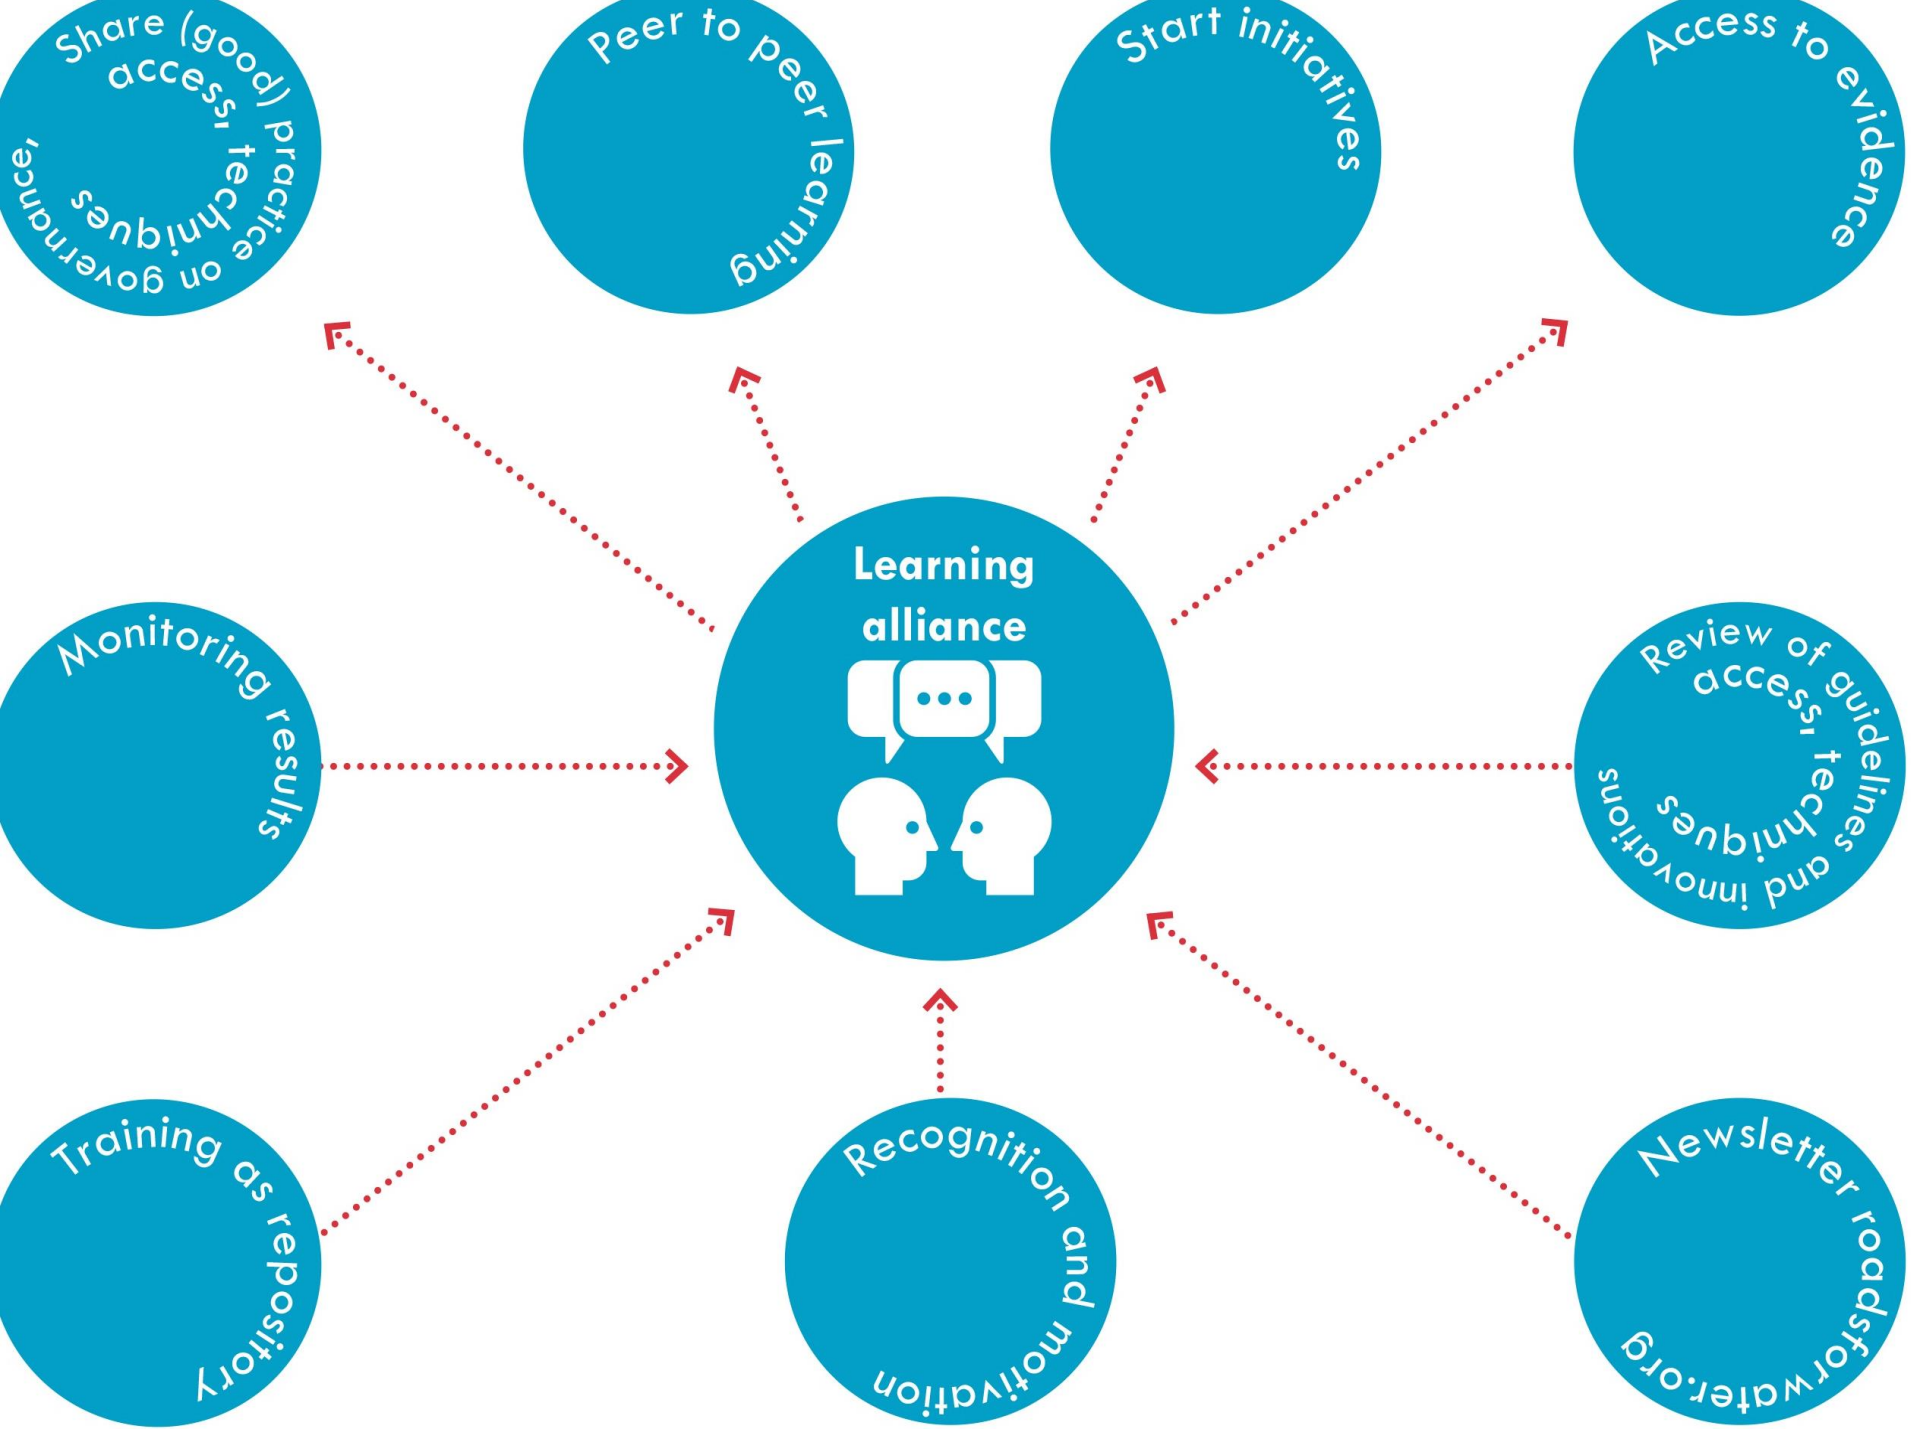 Share (good) practice on governance,
access, techniques
Peer to peer learning
Start initiatives
Access to evidence
Learning
alliance
Monitoring results
Review of guidelines and innovations
access, techniques
Training as repository
Recognition and motivation
Newsletter roadsforwater.org